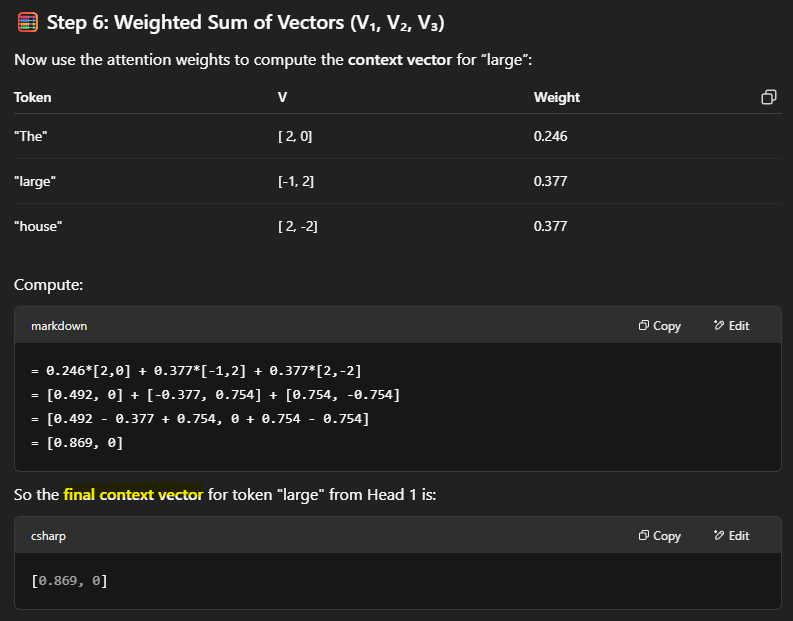 🧮 Step 6: Weighted Sum of Vectors (V₁, V₂, V₃)
Now use the attention weights to compute the context vector for “large”:
Token V Weight
"The" [ 2, 0] 0.246
"large" [-1, 2] 0.377
"house" [ 2, -2] 0.377
Compute:
markdown Copy Edit
= 0.246*[2,0] + 0.377*[-1,2] + 0.377*[2,-2]
= [0.492, 0] + [-0.377, 0.754] + [0.754, -0.754]
= [0.492 - 0.377 + 0.754, 0 + 0.754 - 0.754]
= [0.869, 0]
So the final context vector for token "large" from Head 1 is:
csharp Copy Edit
[0.869, 0]